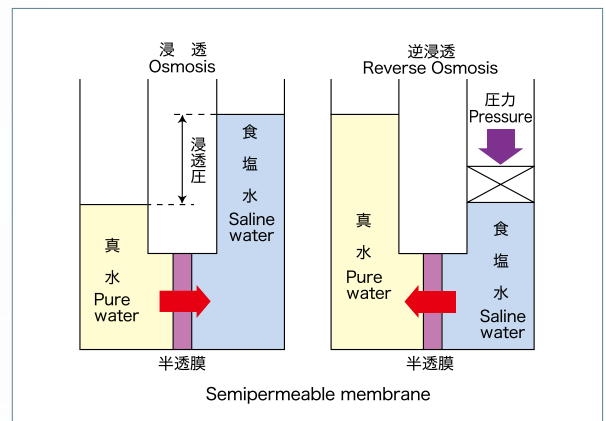 浸 透
Osmosis
浸透圧
食塩水
Saline
water
真水
Pure
water
半透膜
逆浸透
Reverse Osmosis
圧力
Pressure
真水
Pure
water
食塩水
Saline
water
半透膜
Semipermeable membrane